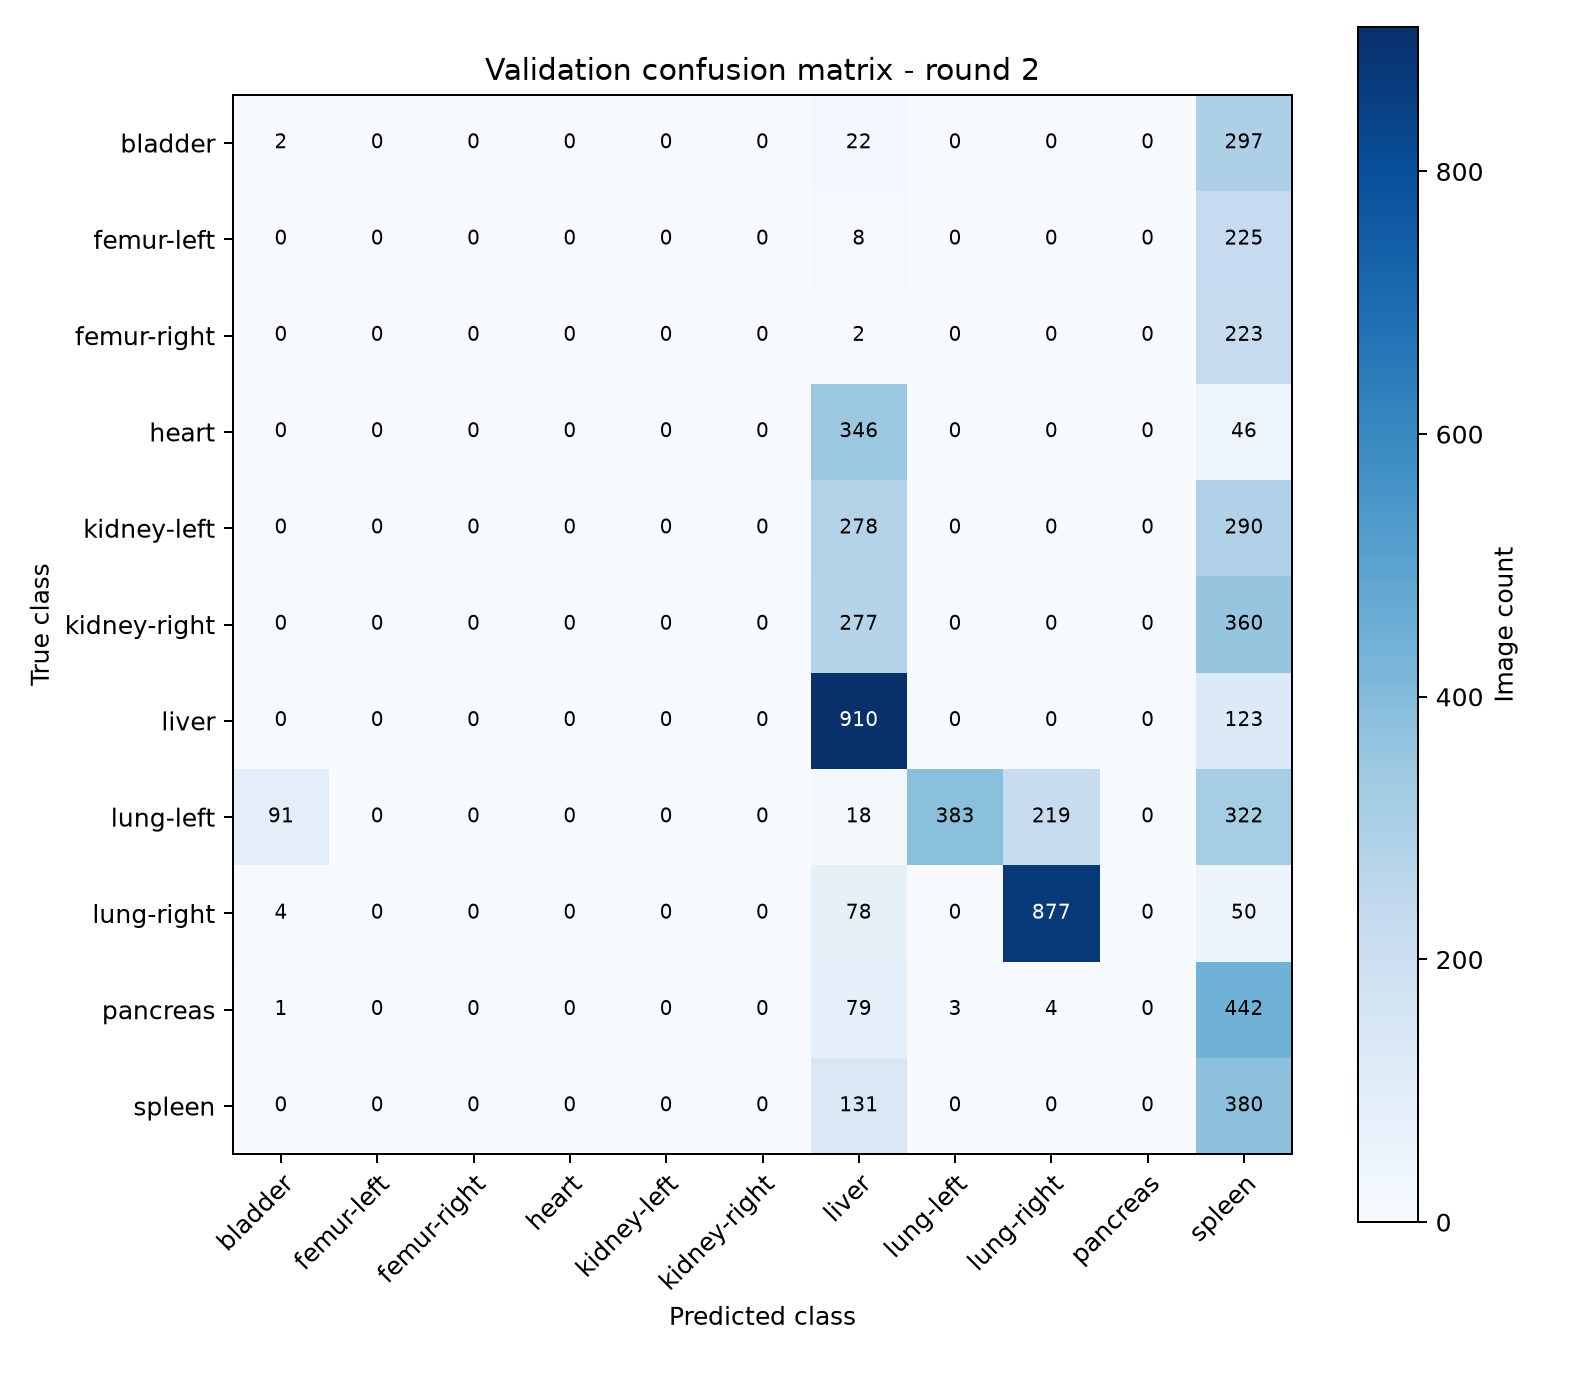 Validation confusion matrix - round 2
bladder 2 0 0 0 0 0 22 0 0 0 297
femur-left 0 0 0 0 0 0 8 0 0 0 225
femur-right 0 0 0 0 0 0 2 0 0 0 223
heart 0 0 0 0 0 0 346 0 0 0 46
kidney-left 0 0 0 0 0 0 278 0 0 0 290
kidney-right 0 0 0 0 0 0 277 0 0 0 360
liver 0 0 0 0 0 0 910 0 0 0 123
lung-left 91 0 0 0 0 0 18 383 219 0 322
lung-right 4 0 0 0 0 0 78 0 877 0 50
pancreas 1 0 0 0 0 0 79 3 4 0 442
spleen 0 0 0 0 0 0 131 0 0 0 380
True class
bladder femur-left femur-right heart kidney-left kidney-right liver lung-left lung-right pancreas spleen
Predicted class
800
600
400
200
0
Image count